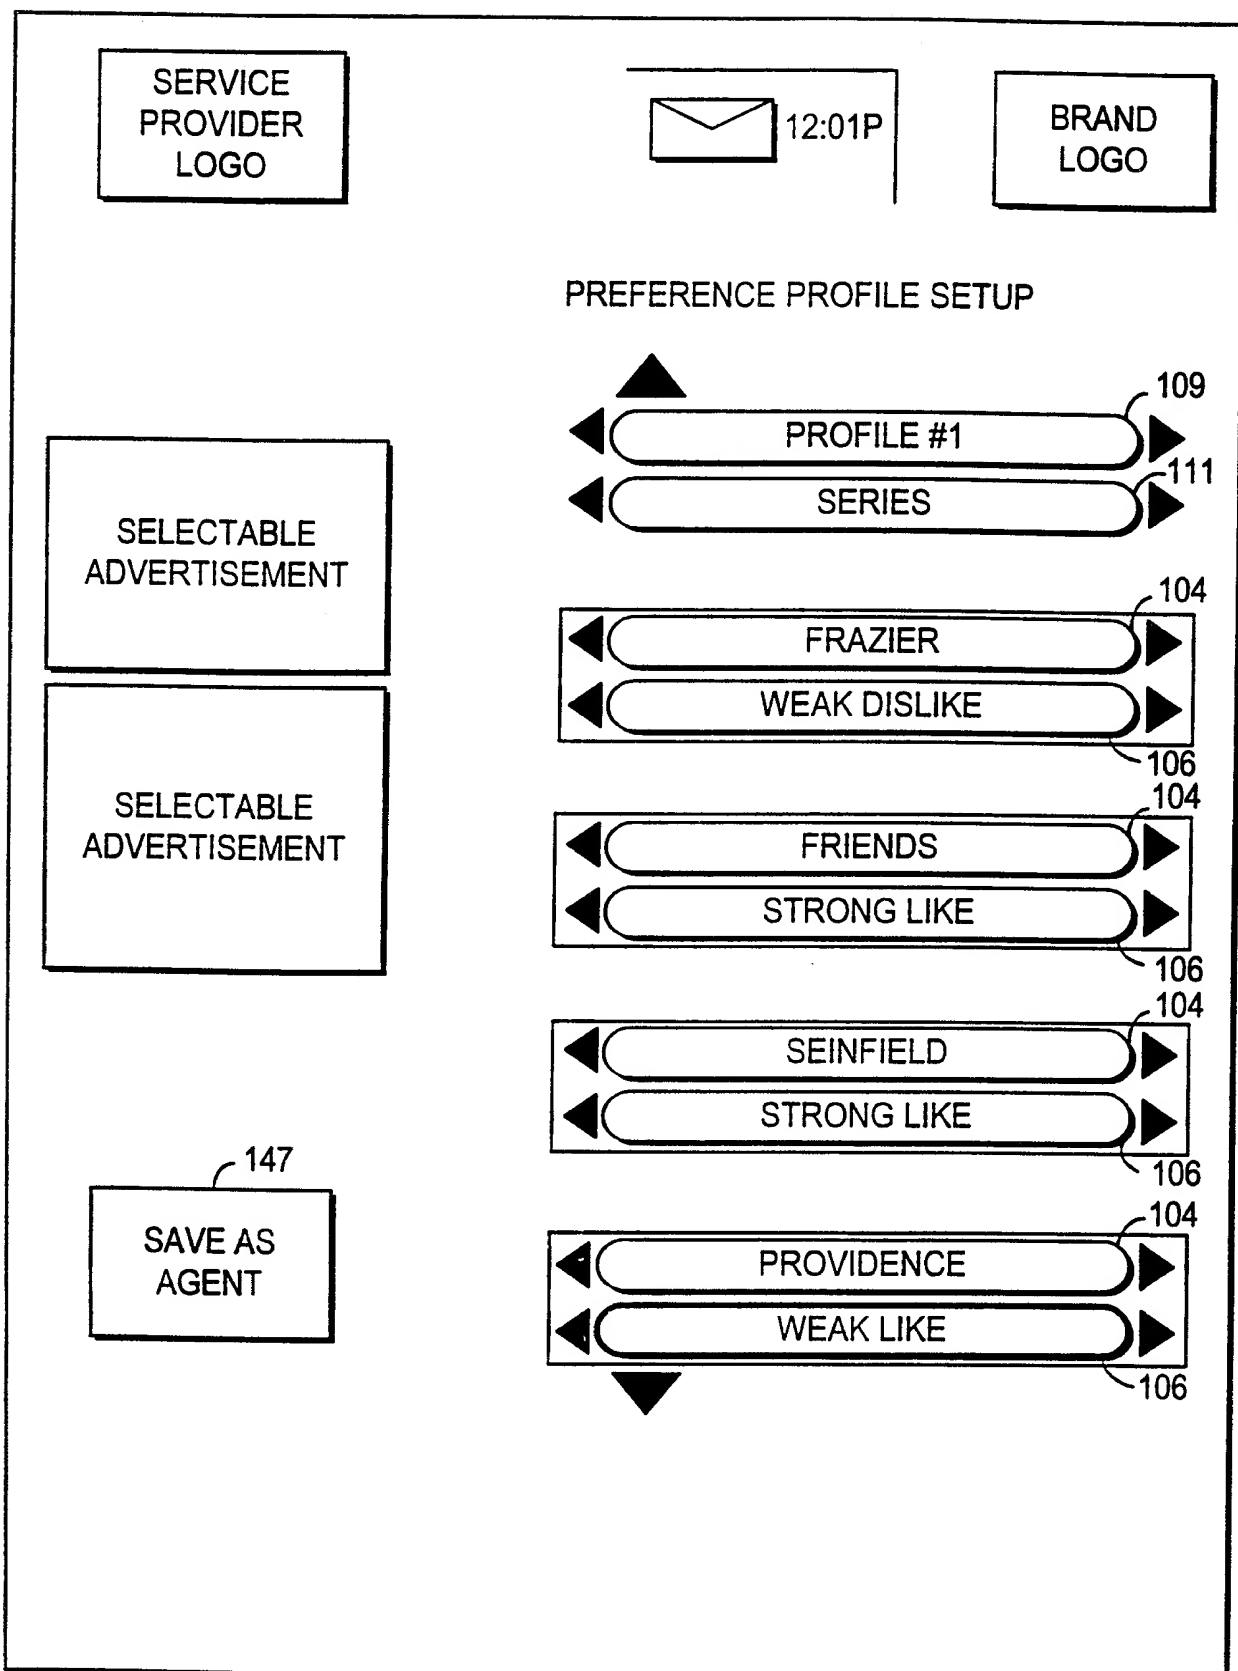 SERVICE
PROVIDER
LOGO
12:01P
BRAND
LOGO
PREFERENCE PROFILE SETUP
109
PROFILE #1
111
SERIES
SELECTABLE
ADVERTISEMENT
104
FRAZIER
WEAK DISLIKE
106
SELECTABLE
ADVERTISEMENT
104
FRIENDS
STRONG LIKE
106
104
SEINFIELD
STRONG LIKE
106
147
SAVE AS
AGENT
104
PROVIDENCE
WEAK LIKE
106